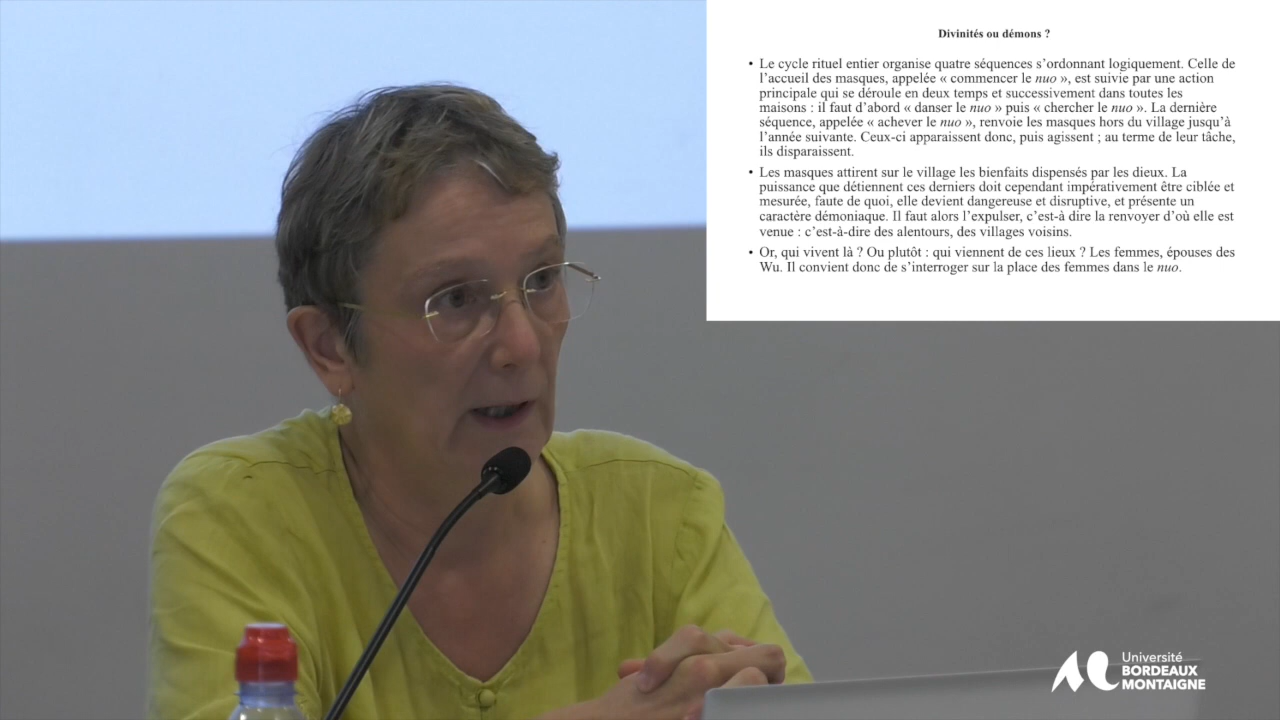 Divinités ou démons ?
• Le cycle rituel entier organise quatre séquences s’ordonnant logiquement. Celle de
l’accueil des masques, appelée « commencer le nuo », est suivie par une action
principale qui se déroule en deux temps et successivement dans toutes les
maisons : il faut d’abord « danser le nuo » puis « chercher le nuo ». La dernière
séquence, appelée « achever le nuo », renvoie les masques hors du village jusqu’à
l’année suivante. Ceux-ci apparaissent donc, puis agissent ; au terme de leur tâche,
ils disparaissent.
• Les masques attirent sur le village les bienfaits dispensés par les dieux. La
puissance que détiennent ces derniers doit cependant impérativement être ciblée et
mesurée, faute de quoi, elle devient dangereuse et disruptive, et présente un
caractère démoniaque. Il faut alors l’expulser, c’est-à dire la renvoyer d’où elle est
venue : c’est-à-dire des alentours, des villages voisins.
• Or, qui vivent là ? Ou plutôt : qui viennent de ces lieux ? Les femmes, épouses des
Wu. Il convient donc de s’interroger sur la place des femmes dans le nuo.
Université
BORDEAUX
MONTAIGNE